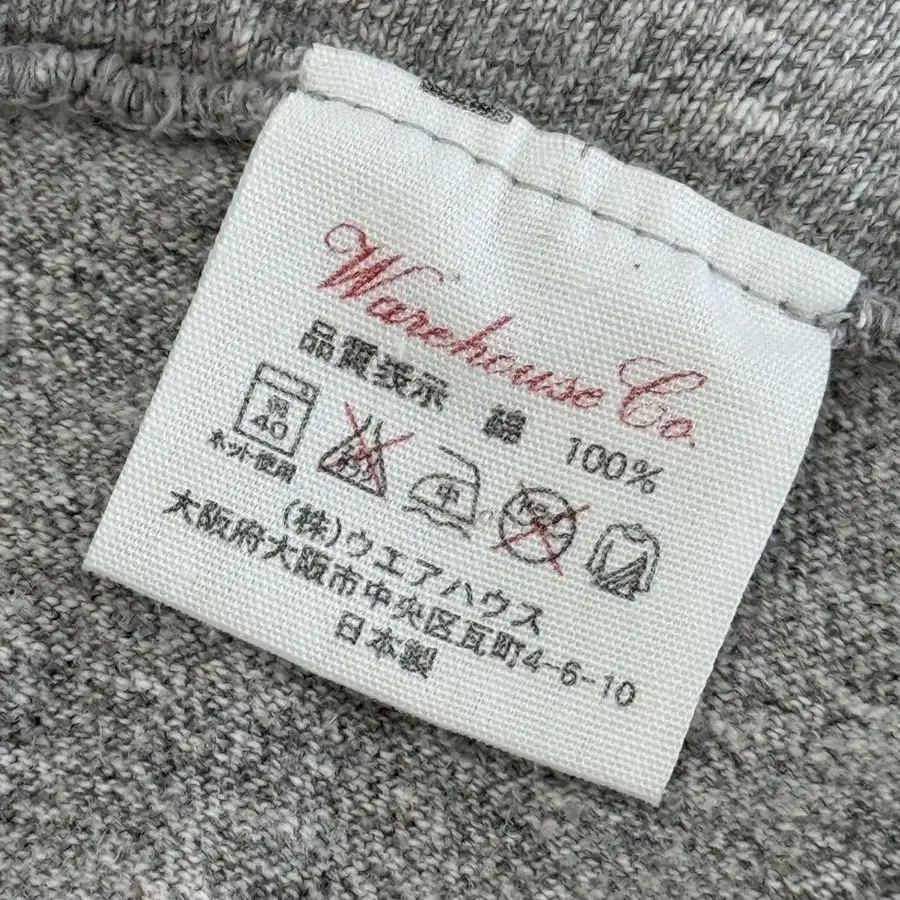 Warehouse Co.
品質表示 綿 100%
弱
40
ネット使用
中
(株)ウエアハウス
大阪府大阪市中央区瓦町4-6-10
日本製